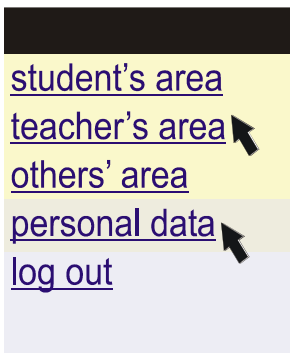 student’s area
teacher’s area
others’ area
personal data
log out